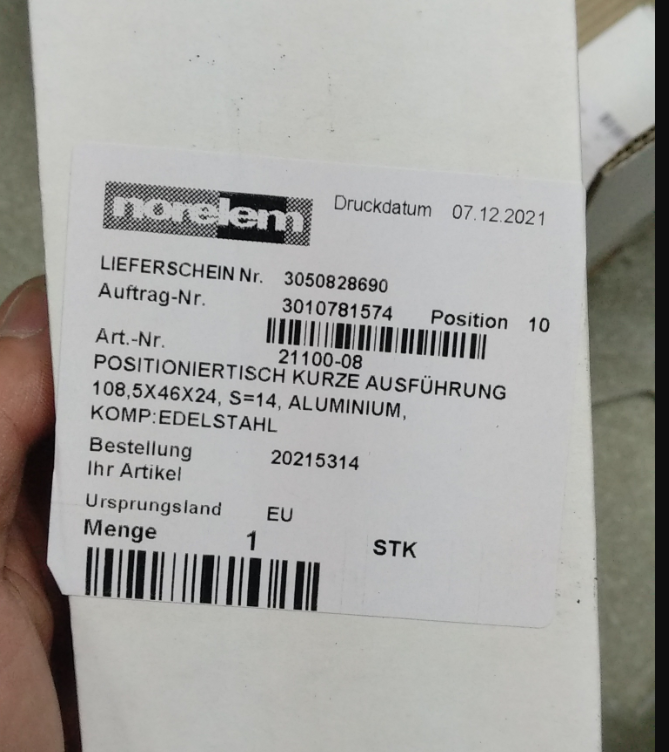 norelem
Druckdatum 07.12.2021
LIEFERSCHEIN Nr. 3050828690
Auftrag-Nr. 3010781574 Position 10
Art.-Nr. 21100-08
POSITIONIERTISCH KURZE AUSFÜHRUNG
108,5X46X24, S=14, ALUMINIUM,
KOMP:EDELSTAHL
Bestellung 20215314
Ihr Artikel
Ursprungsland EU
Menge 1 STK